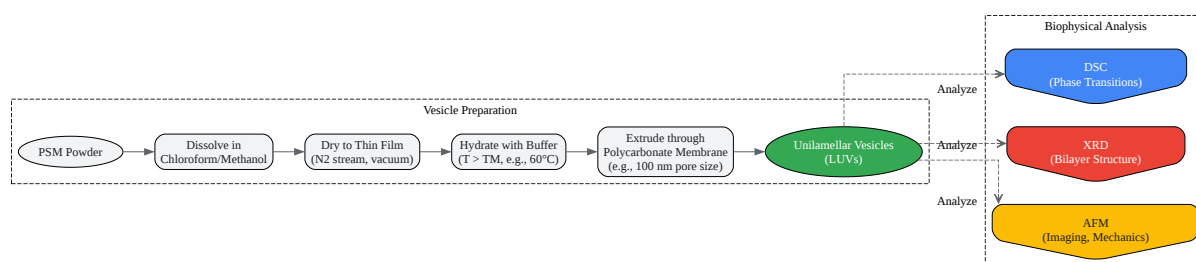 Vesicle Preparation
PSM Powder
Dissolve in
Chloroform/Methanol
Dry to Thin Film
(N2 stream, vacuum)
Hydrate with Buffer
(T > TM, e.g., 60°C)
Extrude through
Polycarbonate Membrane
(e.g., 100 nm pore size)
Unilamellar Vesicles
(LUVs)
Biophysical Analysis
Analyze
DSC
(Phase Transitions)
Analyze
XRD
(Bilayer Structure)
Analyze
AFM
(Imaging, Mechanics)